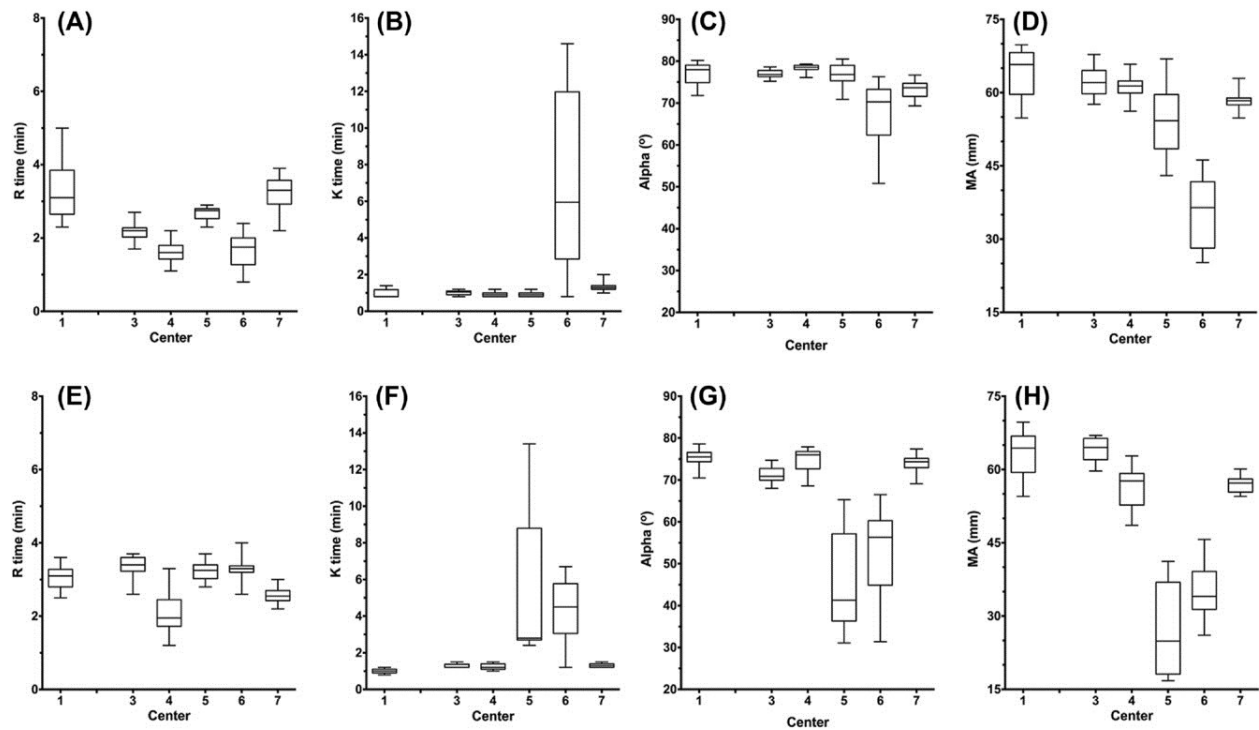 (A)
R time (min)
8
6
4
2
0
1 3 4 5 6 7
Center
(B)
K time (min)
16
14
12
10
8
6
4
2
0
1 3 4 5 6 7
Center
(C)
Alpha (º)
90
80
70
60
50
40
30
20
1 3 4 5 6 7
Center
(D)
MA (mm)
75
60
45
30
15
1 3 4 5 6 7
Center
(E)
R time (min)
8
6
4
2
0
1 3 4 5 6 7
Center
(F)
K time (min)
16
14
12
10
8
6
4
2
0
1 3 4 5 6 7
Center
(G)
Alpha (º)
90
80
70
60
50
40
30
20
1 3 4 5 6 7
Center
(H)
MA (mm)
75
60
45
30
15
1 3 4 5 6 7
Center